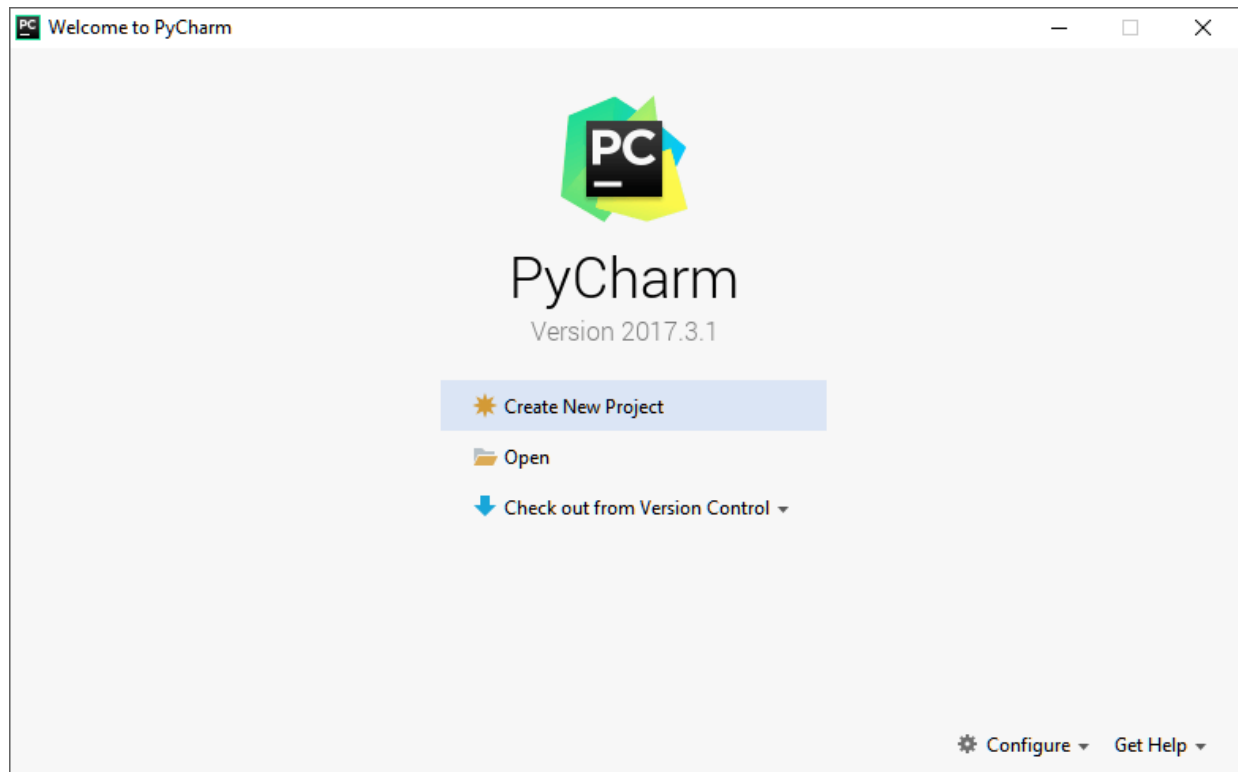 PC Welcome to PyCharm
PC
PyCharm
Version 2017.3.1
Create New Project
Open
Check out from Version Control
Configure Get Help